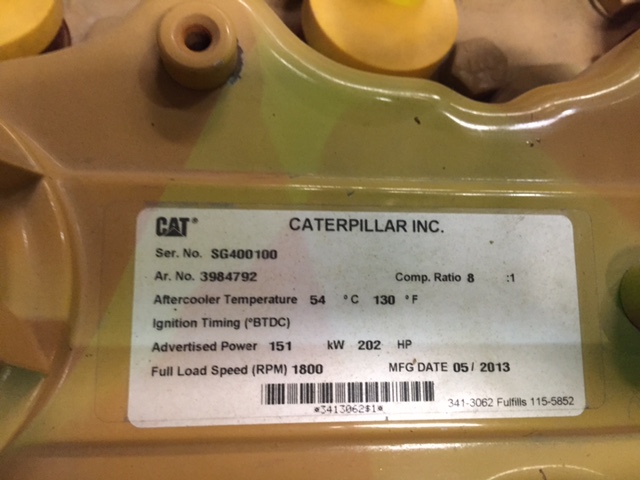 CAT® CATERPILLAR INC.
Ser. No. SG400100
Ar. No. 3984792 Comp. Ratio 8 :1
Aftercooler Temperature 54 °C 130 °F
Ignition Timing (°BTDC)
Advertised Power 151 kW 202 HP
Full Load Speed (RPM) 1800 MFG DATE 05/ 2013
*3413062$1*
341-3062 Fulfills 115-5852